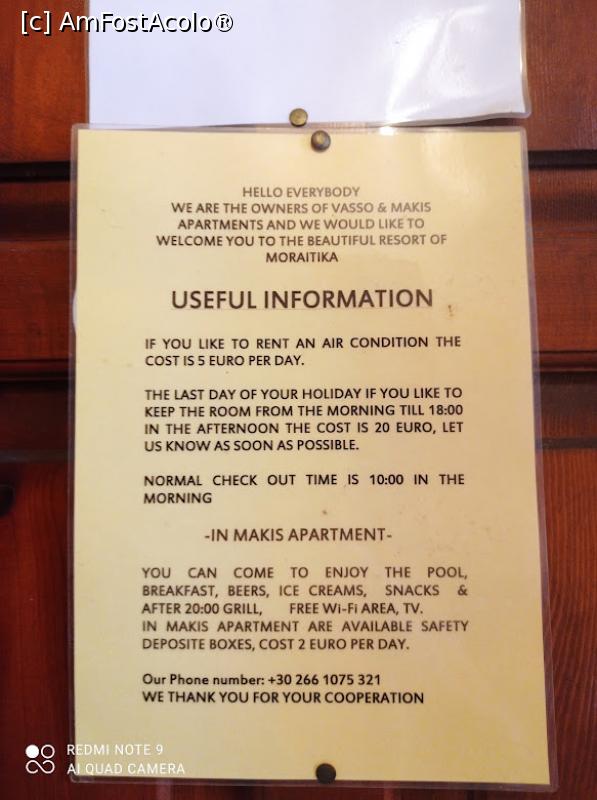 [c] AmFostAcolo®
HELLO EVERYBODY
WE ARE THE OWNERS OF VASSO & MAKIS
APARTMENTS AND WE WOULD LIKE TO
WELCOME YOU TO THE BEAUTIFUL RESORT OF
MORAITIKA
USEFUL INFORMATION
IF YOU LIKE TO RENT AN AIR CONDITION THE
COST IS 5 EURO PER DAY.
THE LAST DAY OF YOUR HOLIDAY IF YOU LIKE TO
KEEP THE ROOM FROM THE MORNING TILL 18:00
IN THE AFTERNOON THE COST IS 20 EURO, LET
US KNOW AS SOON AS POSSIBLE.
NORMAL CHECK OUT TIME IS 10:00 IN THE
MORNING
-IN MAKIS APARTMENT-
YOU CAN COME TO ENJOY THE POOL,
BREAKFAST, BEERS, ICE CREAMS, SNACKS &
AFTER 20:00 GRILL, FREE Wi-Fi AREA, TV.
IN MAKIS APARTMENT ARE AVAILABLE SAFETY
DEPOSITE BOXES, COST 2 EURO PER DAY.
Our Phone number: +30 266 1075 321
WE THANK YOU FOR YOUR COOPERATION
REDMI NOTE 9
AI QUAD CAMERA